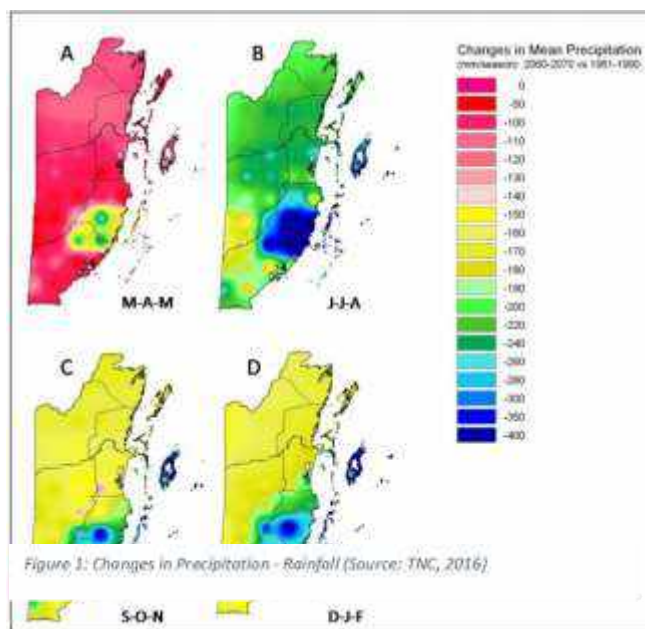 A
B
Changes in Mean Precipitation
(mm/season): 2060-2070 vs 1961-1990
0
-50
-100
-110
-120
-130
-140
-150
-160
-170
-180
-190
-200
-220
-240
-260
-280
-300
-350
-400
M-A-M
J-J-A
C
D
Figure 1: Changes in Precipitation - Rainfall (Source: TNC, 2016)
S-O-N
D-J-F